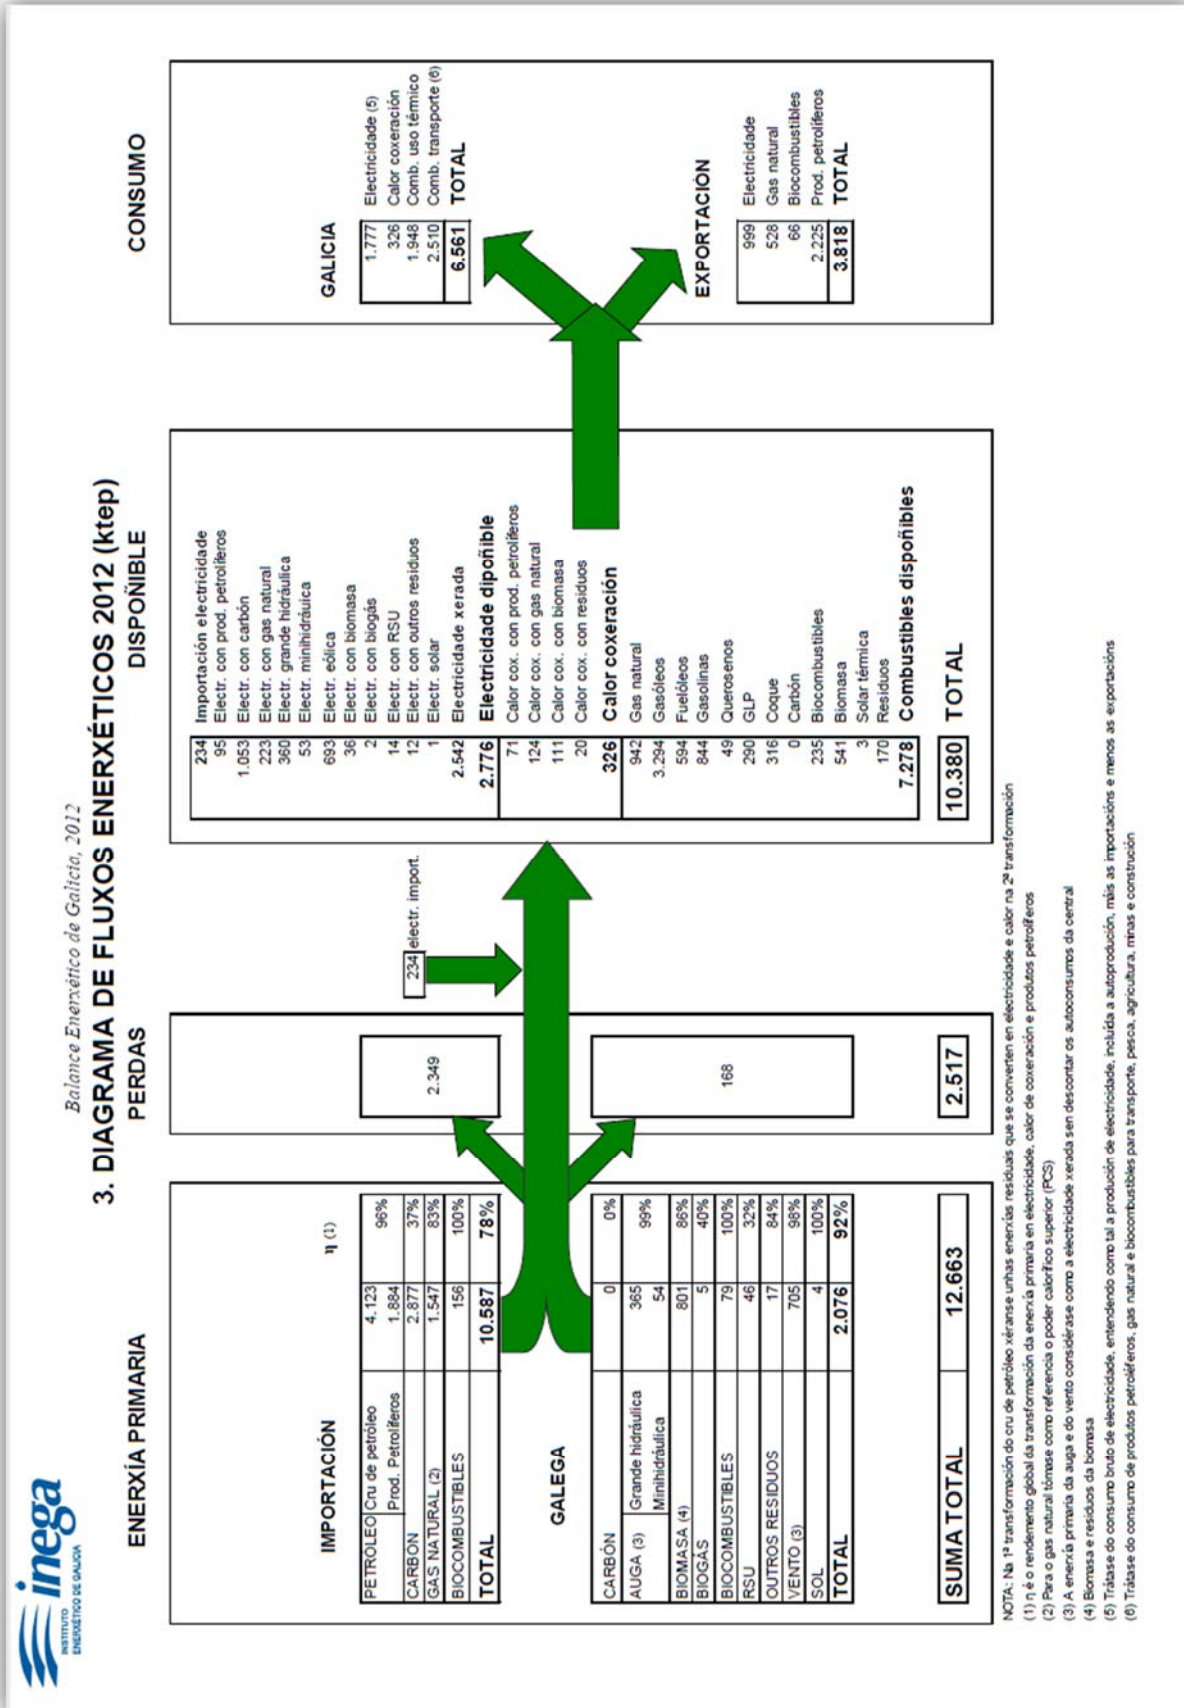 inega
INSTITUTO
ENERXÉTICO DE GALICIA
Balance Enerxético de Galicia, 2012
3. DIAGRAMA DE FLUXOS ENERXÉTICOS 2012 (ktep)
ENERXÍA PRIMARIA
IMPORTACIÓN η (1)
PETRÓLEO Cru de petróleo 4.123 96%
Prod. Petrolíferos 1.884
CARBON 2.877 37%
GAS NATURAL (2) 1.547 83%
BIOCOMBUSTIBLES 156 100%
TOTAL 10.587 78%
GALEGA
CARBÓN 0 0%
AUGA (3) Grande hidráulica 365 99%
Minihidráulica 54
BIOMASA (4) 801 86%
BIOGÁS 5 40%
BIOCOMBUSTIBLES 79 100%
RSU 46 32%
OUTROS RESIDUOS 17 84%
VENTO (3) 705 98%
SOL 4 100%
TOTAL 2.076 92%
SUMA TOTAL 12.663
PERDAS
2.349
168
2.517
234 electr. import.
DISPOÑIBLE
234 Importación electricidade
95 Electr. con prod. petrolíferos
1.053 Electr. con carbón
223 Electr. con gas natural
360 Electr. grande hidráulica
53 Electr. minihidráuica
693 Electr. eólica
36 Electr. con biomasa
2 Electr. con biogás
14 Electr. con RSU
12 Electr. con outros residuos
1 Electr. solar
2.542 Electricidade xerada
2.776 Electricidade dipoñible
71 Calor cox. con prod. petrolíferos
124 Calor cox. con gas natural
111 Calor cox. con biomasa
20 Calor cox. con residuos
326 Calor coxeración
942 Gas natural
3.294 Gasóleos
594 Fuelóleos
844 Gasolinas
49 Querosenos
290 GLP
316 Coque
0 Carbón
235 Biocombustibles
541 Biomasa
3 Solar térmica
170 Residuos
7.278 Combustibles dispoñibles
10.380 TOTAL
CONSUMO
GALICIA
1.777 Electricidade (5)
326 Calor coxeración
1.948 Comb. uso térmico
2.510 Comb. transporte (6)
6.561 TOTAL
EXPORTACIÓN
999 Electricidade
528 Gas natural
66 Biocombustibles
2.225 Prod. petrolíferos
3.818 TOTAL
NOTA: Na 1ª transformación do cru de petróleo xéranse unhas enerxías residuais que se converten en electricidade e calor na 2ª transformación
(1) η é o rendemento global da transformación da enerxía primaria en electricidade, calor de coxeración e produtos petrolíferos
(2) Para o gas natural tómase como referencia o poder calorífico superior (PCS)
(3) A enerxía primaria da auga e do vento considérase como a electricidade xerada sen descontar os autoconsumos da central
(4) Biomasa e residuos da biomasa
(5) Trátase do consumo bruto de electricidade, entendendo como tal a produción de electricidade, incluída a autoprodución, máis as importacións e menos as exportacións
(6) Trátase do consumo de produtos petrolíferos, gas natural e biocombustibles para transporte, pesca, agricultura, minas e construción